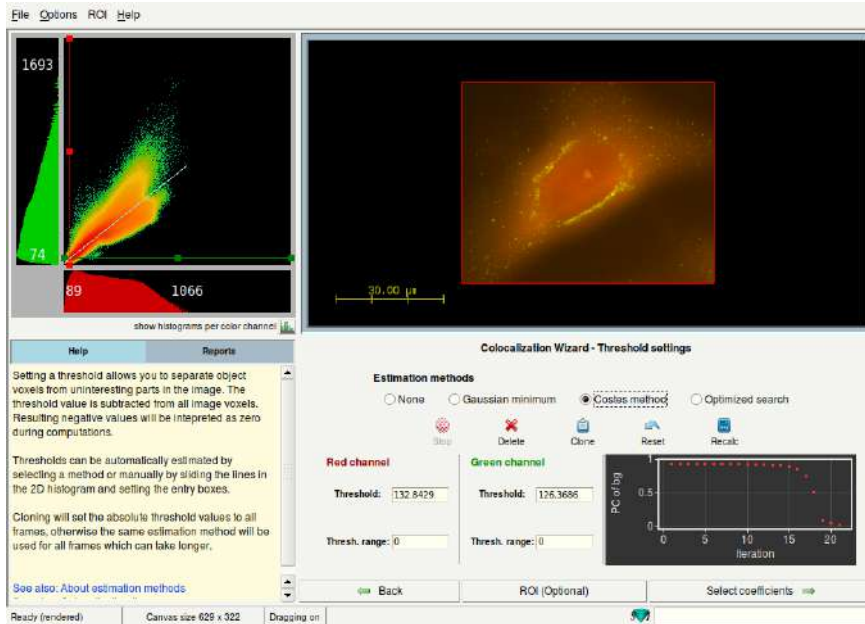 File Options ROI Help
1693
74
89 1066
30.00 µm
show histograms per color channel
Help Reports
Setting a threshold allows you to separate object
voxels from uninteresting parts in the image. The
threshold value is subtracted from all image voxels.
Resulting negative values will be intepreted as zero
during computations.
Thresholds can be automatically estimated by
selecting a method or manually by sliding the lines in
the 2D histogram and setting the entry boxes.
Cloning will set the absolute threshold values to all
frames, otherwise the same estimation method will be
used for all frames which can take longer.
See also: About estimation methods
Colocalization Wizard - Threshold settings
Estimation methods
None Gaussian minimum Costes method Optimized search
Stop Delete Clone Reset Recalc
Red channel Green channel
Threshold: 132.8429 Threshold: 126.3686
Thresh. range: 0 Thresh. range: 0
PC of bg
1
0.5
0
0 5 10 15 20
Iteration
Back ROI (Optional) Select coefficients
Ready (rendered) Canvas size 629 x 322 Dragging on